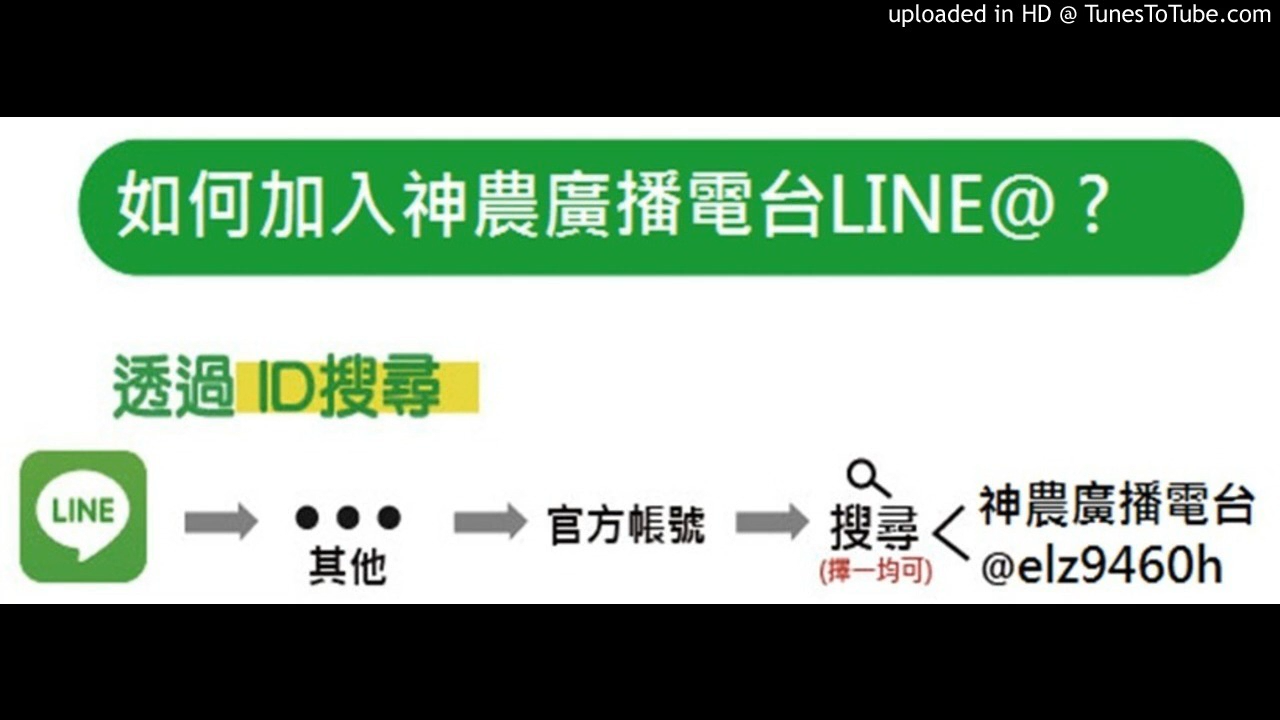 uploaded in HD @ TunesToTube.com
如何加入神農廣播電台LINE@？
透過 ID搜尋
LINE
其他
官方帳號
搜尋
(擇一均可)
神農廣播電台
@elz9460h